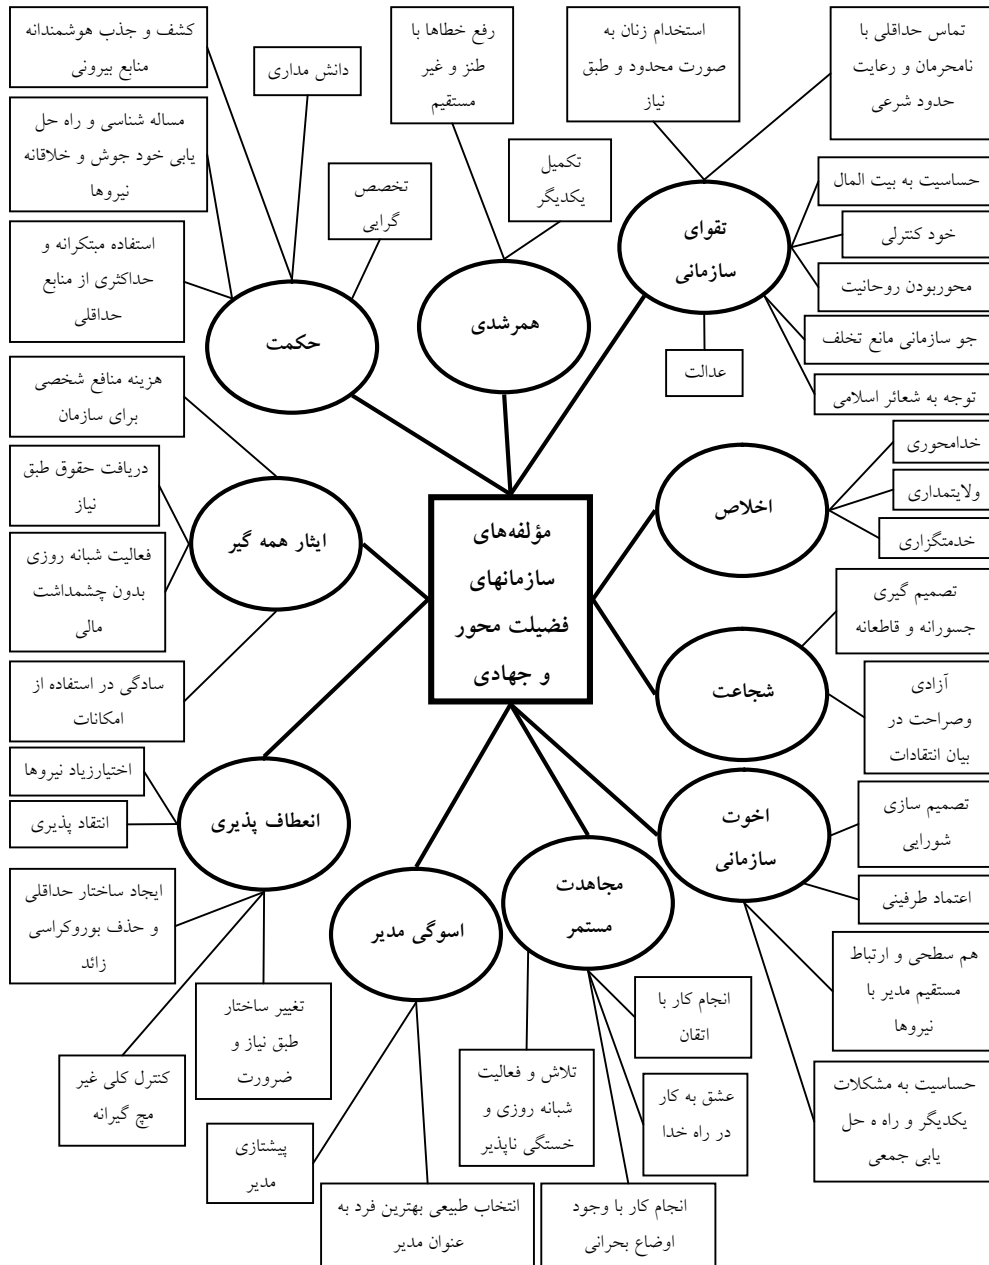 تماس حداقلی با
نامحرمان و رعایت
حدود شرعی
استخدام زنان به
صورت محدود و طبق
نیاز
رفع خطاها با
طنز و غیر
مستقیم
دانش مداری
کشف و جذب هوشمندانه
منابع بیرونی
مساله شناسی و راه حل
یابی خود جوش و خلاقانه
نیروها
تخصص
گرایی
تکمیل
یکدیگر
حساسیت به بیت المال
خود کنترلی
محوربودن روحانیت
جو سازمانی مانع تخلف
توجه به شعائر اسلامی
عدالت
تقوای
سازمانی
همرشدی
حکمت
استفاده مبتکرانه و
حداکثری از منابع
حداقلی
هزینه منافع شخصی
برای سازمان
دریافت حقوق طبق
نیاز
فعالیت شبانه روزی
بدون چشمداشت
مالی
سادگی در استفاده از
امکانات
ایثار همه گیر
مؤلفه‌های
سازمانهای
فضیلت محور
و جهادی
اخلاص
خدامحوری
ولایتمداری
خدمتگزاری
شجاعت
تصمیم گیری
جسورانه و قاطعانه
آزادی
وصراحت در
بیان انتقادات
اخوت
سازمانی
تصمیم سازی
شورایی
اعتماد طرفینی
هم سطحی و ارتباط
مستقیم مدیر با
نیروها
حساسیت به مشکلات
یکدیگر و راه ه حل
یابی جمعی
مجاهدت
مستمر
انجام کار با
اتقان
عشق به کار
در راه خدا
انجام کار با وجود
اوضاع بحرانی
تلاش و فعالیت
شبانه روزی و
خستگی ناپذیر
اسوگی مدیر
انتخاب طبیعی بهترین فرد به
عنوان مدیر
پیشتازی
مدیر
انعطاف پذیری
اختیارزیاد نیروها
انتقاد پذیری
ایجاد ساختار حداقلی
و حذف بوروکراسی
زائد
تغییر ساختار
طبق نیاز و
ضرورت
کنترل کلی غیر
مچ گیرانه